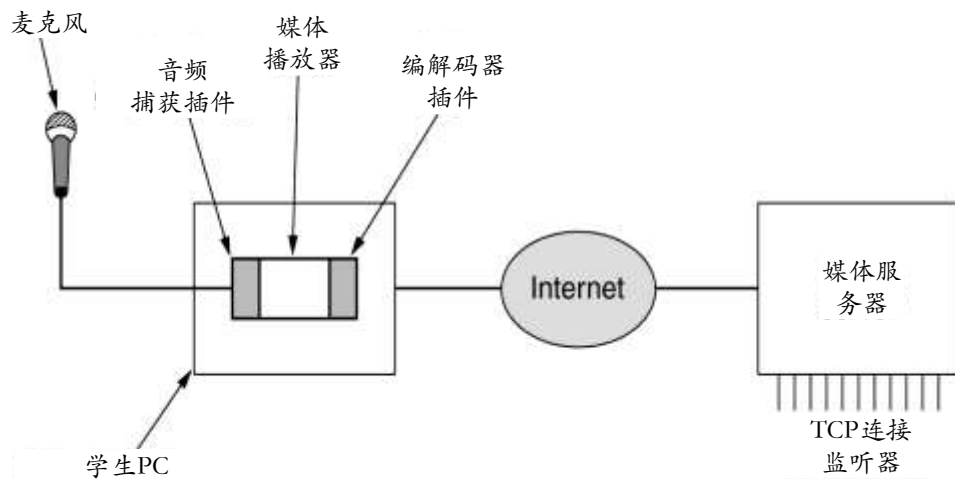 麦克风
音频
捕获插件
媒体
播放器
编解码器
插件
Internet
媒体服
务器
TCP连接
监听器
学生PC